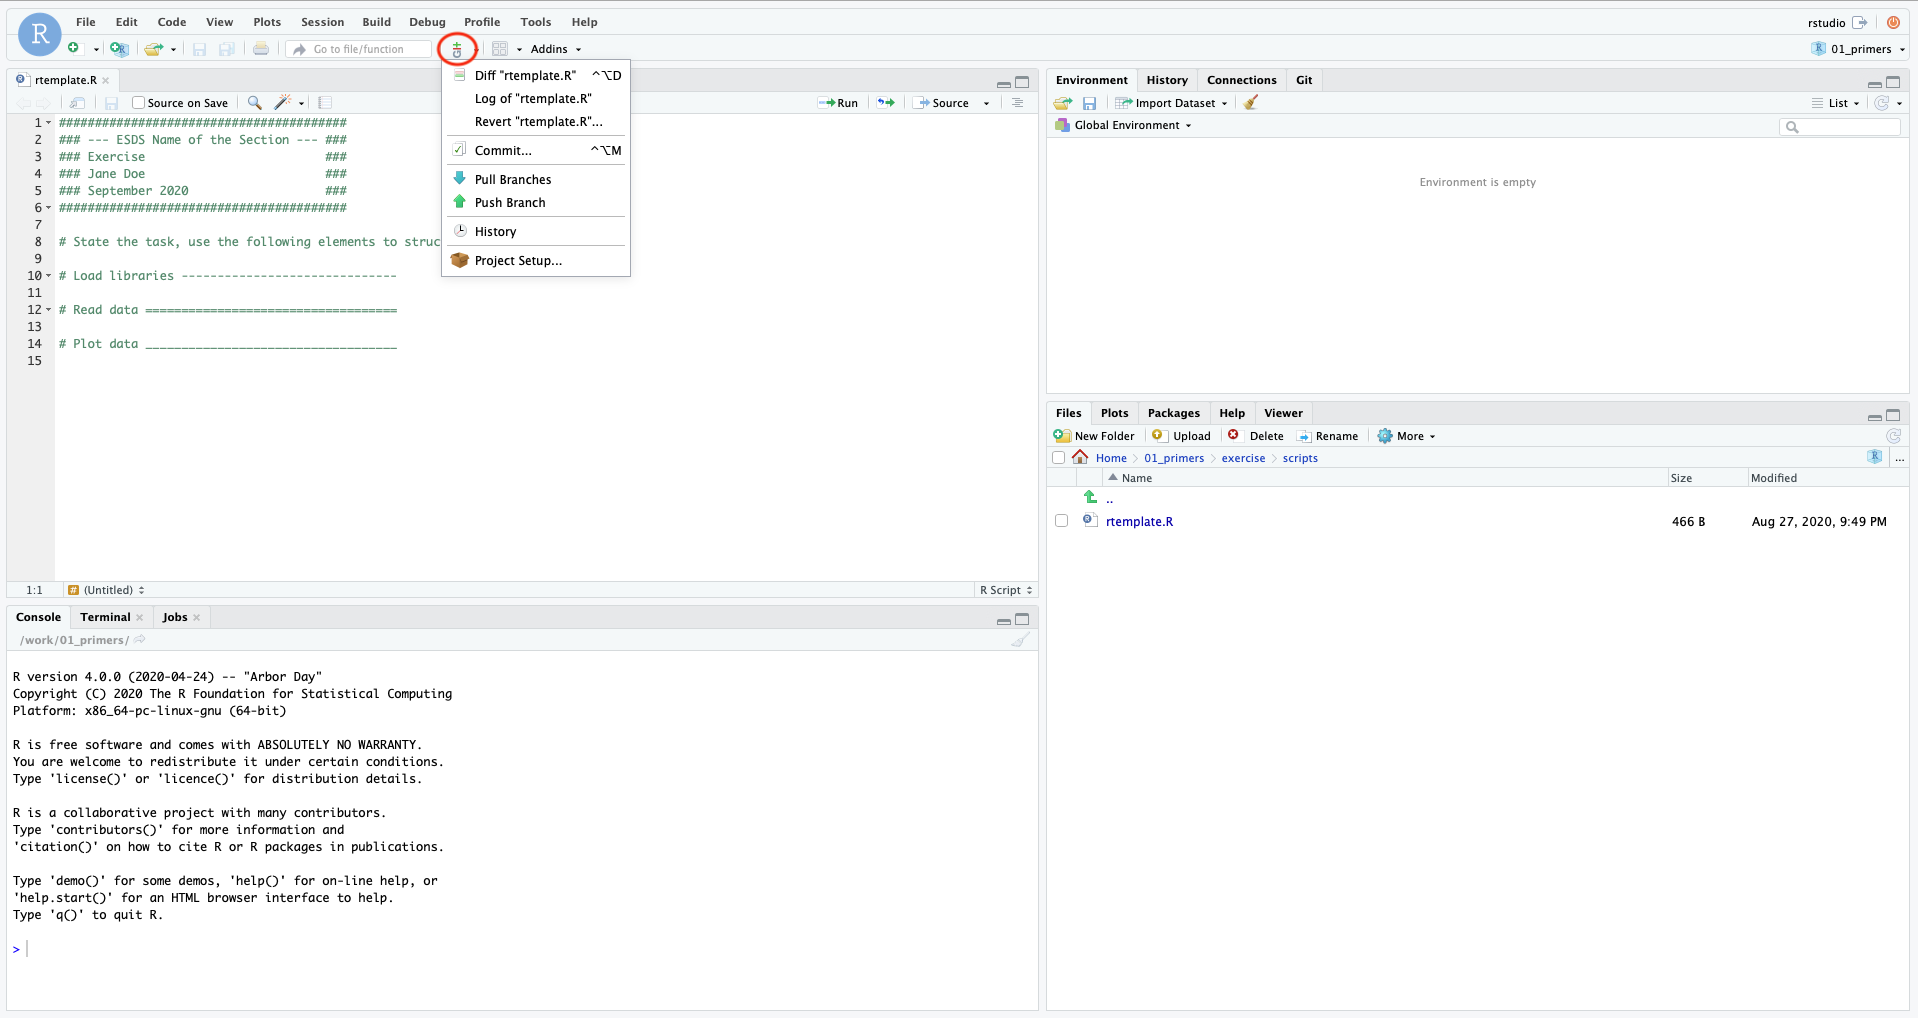 File Edit Code View Plots Session Build Debug Profile Tools Help
rstudio
R
Go to file/function
Addins
01_primers
Diff "rtemplate.R" ^⌥D
Log of "rtemplate.R"
Revert "rtemplate.R"...
Commit... ^⌥M
Pull Branches
Push Branch
History
Project Setup...
rtemplate.R
Source on Save
Run
Source
1 ########################################
2 ### --- ESDS Name of the Section --- ###
3 ### Exercise                         ###
4 ### Jane Doe                         ###
5 ### September 2020                   ###
6 ########################################
7
8 # State the task, use the following elements to struc
9
10 # Load libraries ------------------------------
11
12 # Read data ===================================
13
14 # Plot data ___________________________________
15
1:1 (Untitled) R Script
Console Terminal Jobs
/work/01_primers/
R version 4.0.0 (2020-04-24) -- "Arbor Day"
Copyright (C) 2020 The R Foundation for Statistical Computing
Platform: x86_64-pc-linux-gnu (64-bit)
R is free software and comes with ABSOLUTELY NO WARRANTY.
You are welcome to redistribute it under certain conditions.
Type 'license()' or 'licence()' for distribution details.
R is a collaborative project with many contributors.
Type 'contributors()' for more information and
'citation()' on how to cite R or R packages in publications.
Type 'demo()' for some demos, 'help()' for on-line help, or
'help.start()' for an HTML browser interface to help.
Type 'q()' to quit R.
>
Environment History Connections Git
Import Dataset
List
Global Environment
Environment is empty
Files Plots Packages Help Viewer
New Folder Upload Delete Rename More
Home 01_primers exercise scripts ...
Name Size Modified
..
rtemplate.R 466 B Aug 27, 2020, 9:49 PM